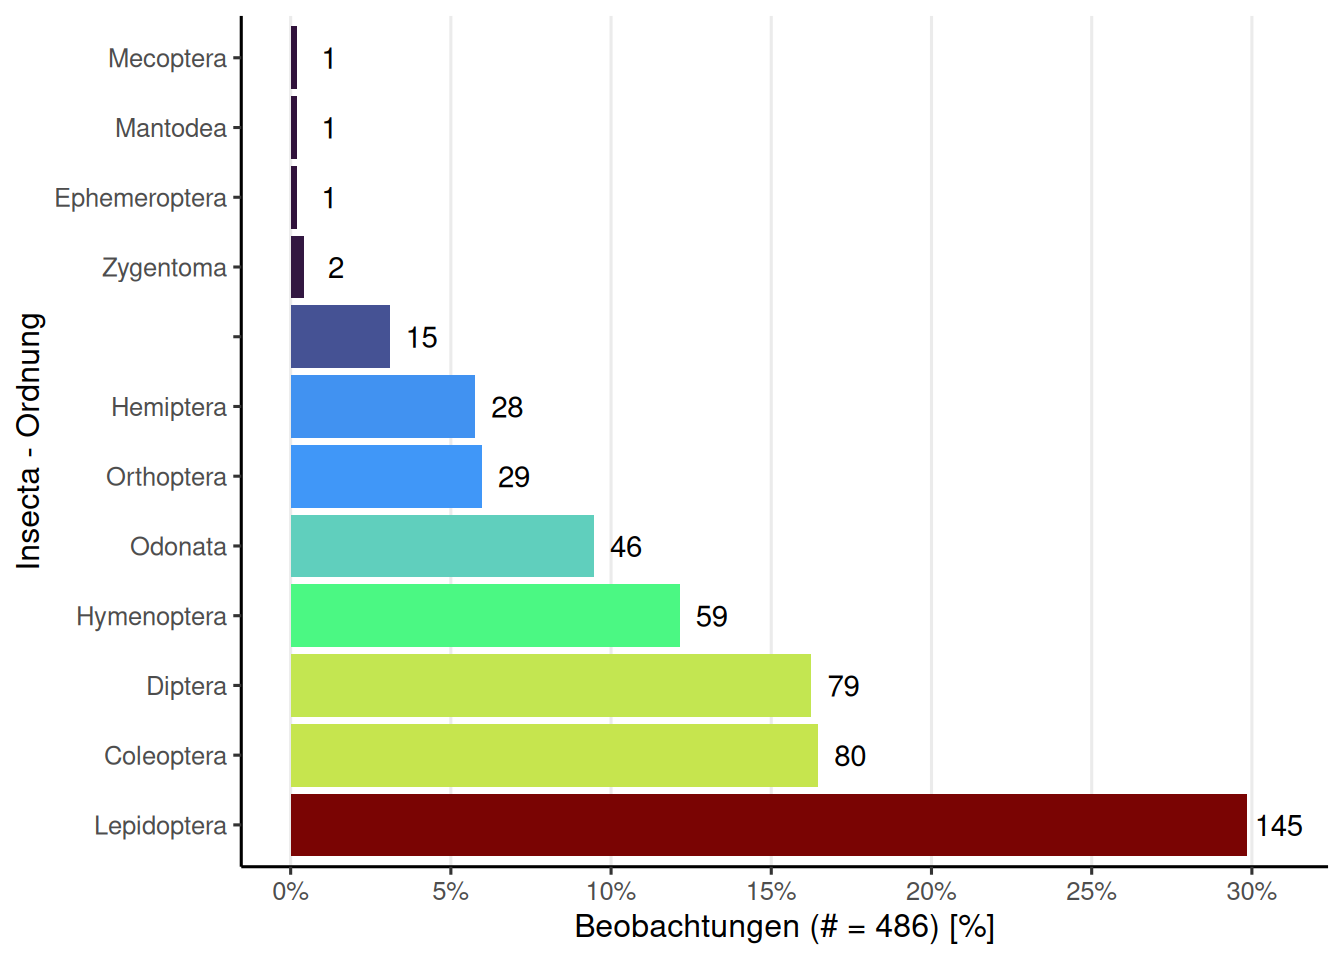 Mecoptera 1
Mantodea 1
Ephemeroptera 1
Zygentoma 2
15
Hemiptera 28
Orthoptera 29
Odonata 46
Hymenoptera 59
Diptera 79
Coleoptera 80
Lepidoptera 145
Insecta - Ordnung
0% 5% 10% 15% 20% 25% 30%
Beobachtungen (# = 486) [%]